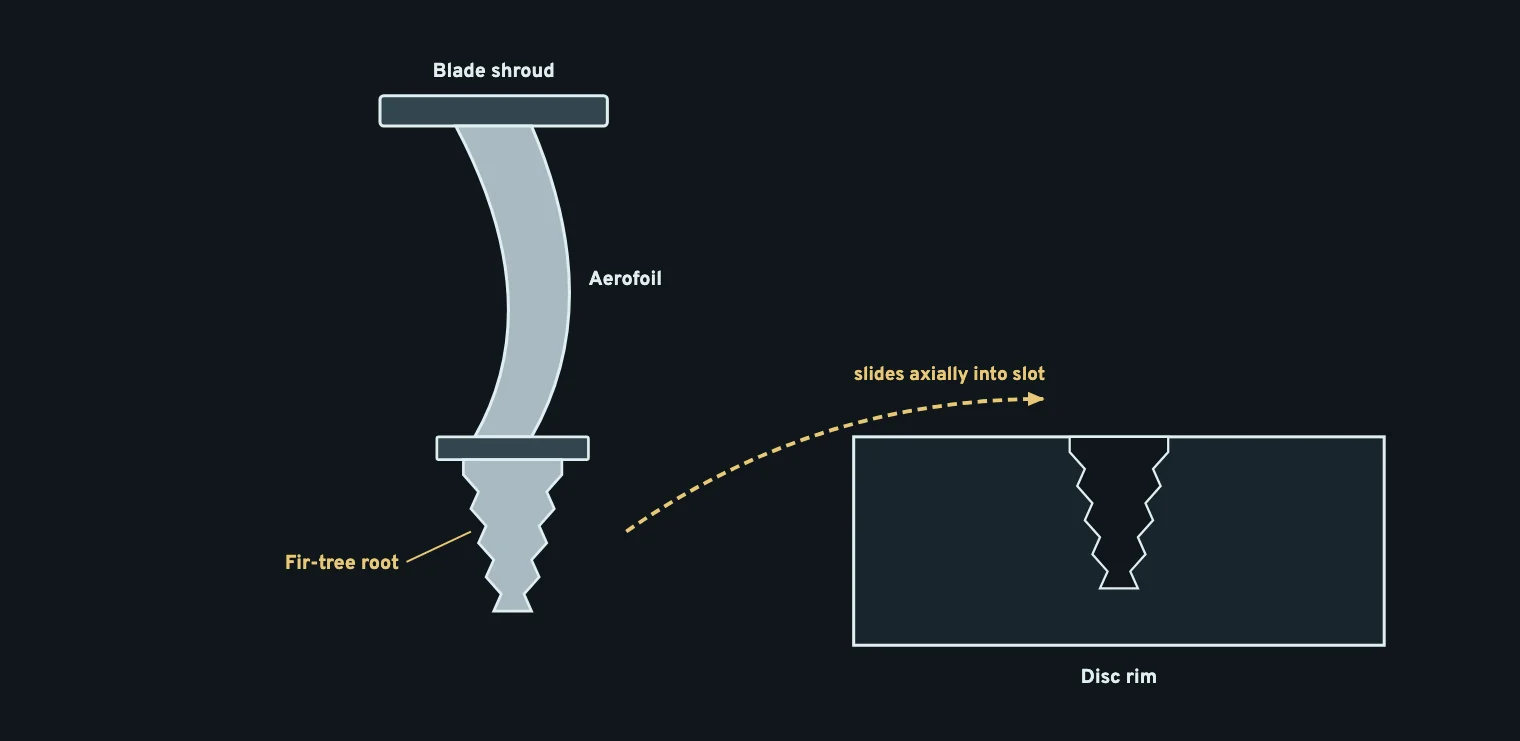 Blade shroud
Aerofoil
slides axially into slot
Fir-tree root
Disc rim